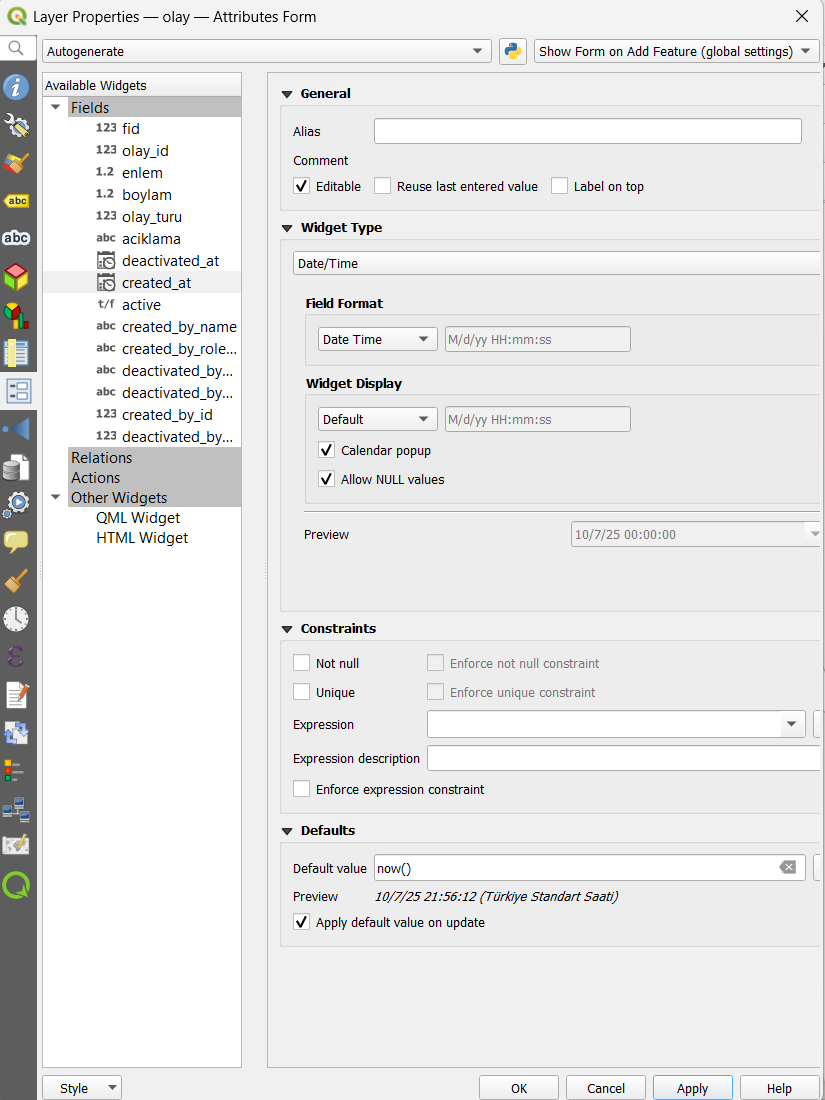 Layer Properties — olay — Attributes Form
Autogenerate
Show Form on Add Feature (global settings)
Available Widgets
Fields
123 fid
123 olay_id
1.2 enlem
1.2 boylam
123 olay_turu
abc aciklama
deactivated_at
created_at
t/f active
abc created_by_name
abc created_by_role...
abc deactivated_by...
abc deactivated_by...
123 created_by_id
123 deactivated_by...
Relations
Actions
Other Widgets
QML Widget
HTML Widget
abc
abc
General
Alias
Comment
Editable Reuse last entered value Label on top
Widget Type
Date/Time
Field Format
Date Time M/d/yy HH:mm:ss
Widget Display
Default M/d/yy HH:mm:ss
Calendar popup
Allow NULL values
Preview 10/7/25 00:00:00
Constraints
Not null Enforce not null constraint
Unique Enforce unique constraint
Expression
Expression description
Enforce expression constraint
Defaults
Default value now()
Preview 10/7/25 21:56:12 (Türkiye Standart Saati)
Apply default value on update
Style OK Cancel Apply Help